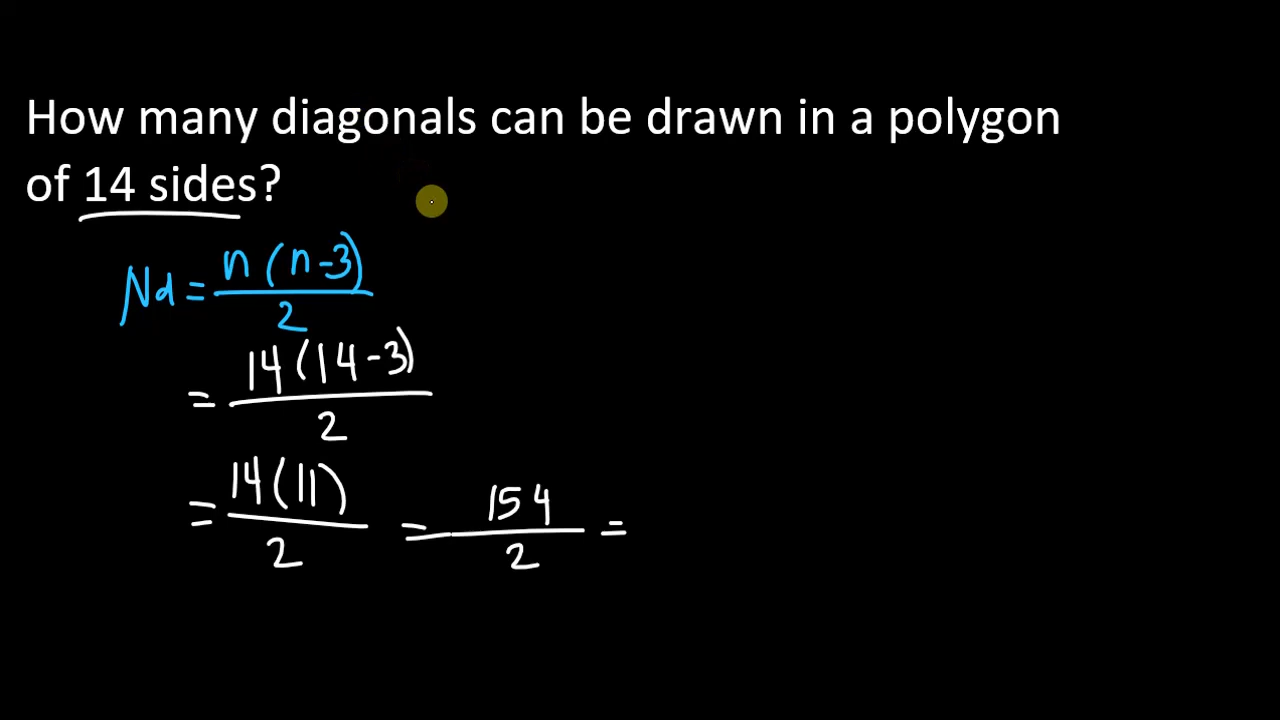 How many diagonals can be drawn in a polygon
of 14 sides?
Nd = n(n-3)/2
= 14(14-3)/2
= 14(11)/2 = 154/2 =